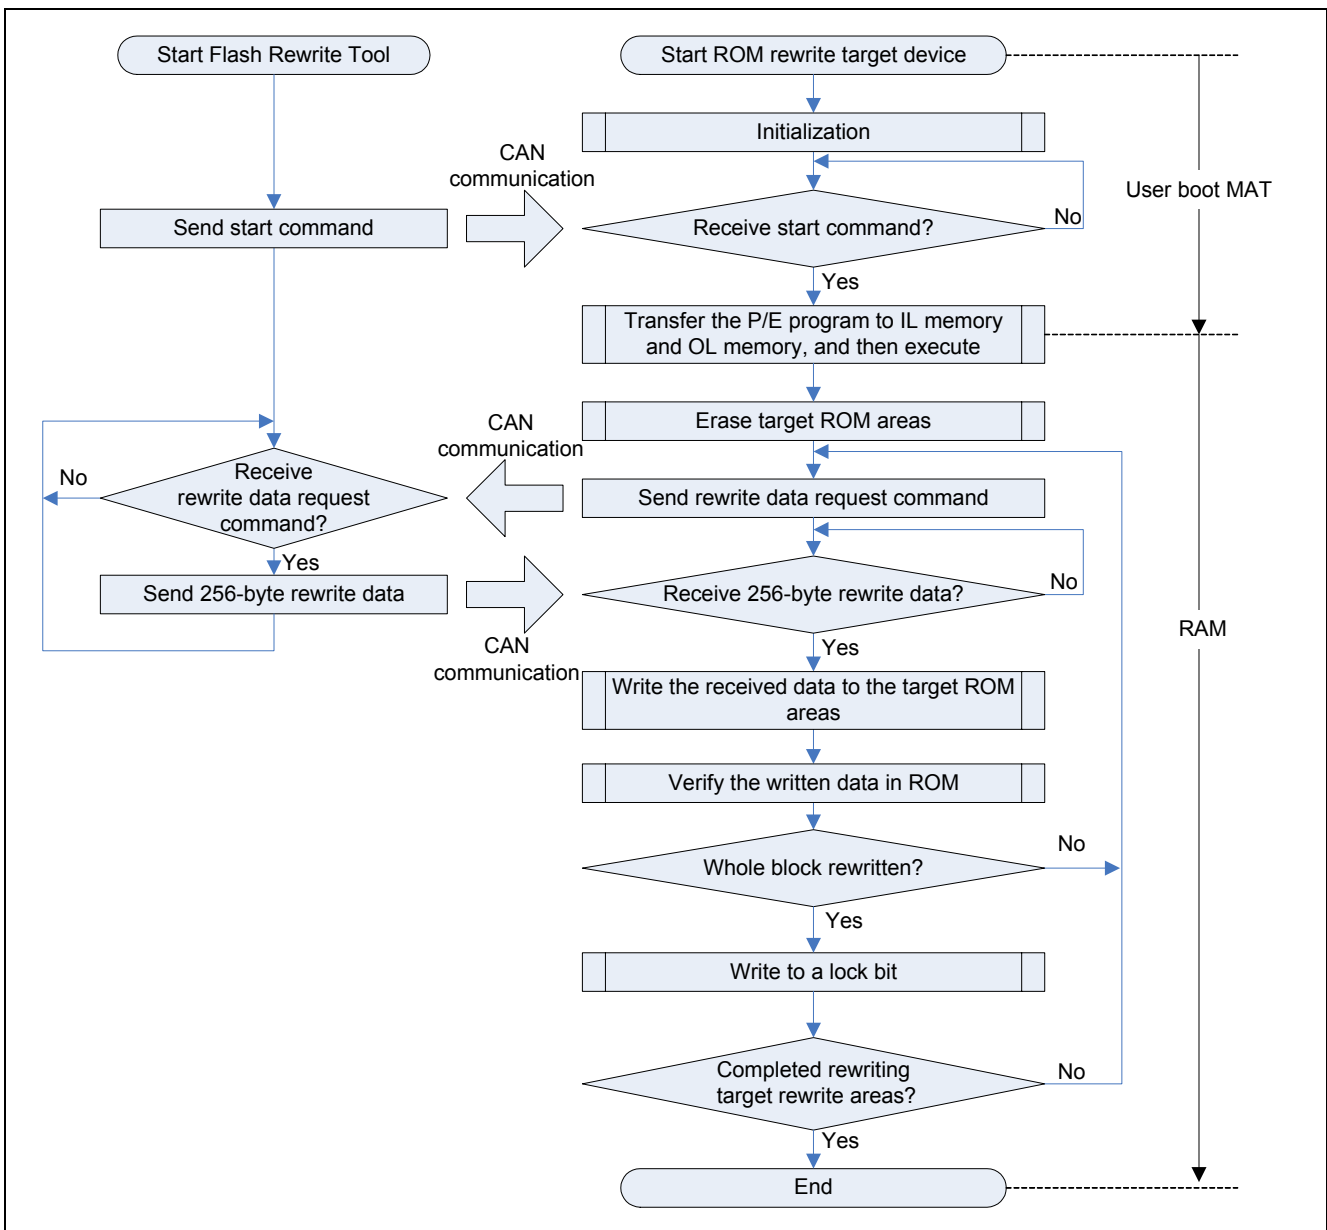 Start Flash Rewrite Tool
Start ROM rewrite target device
Initialization
CAN
communication
User boot MAT
Send start command
Receive start command?
No
Yes
Transfer the P/E program to IL memory
and OL memory, and then execute
Erase target ROM areas
CAN
communication
No
Receive
rewrite data request
command?
Send rewrite data request command
Yes
Send 256-byte rewrite data
Receive 256-byte rewrite data?
No
CAN
communication
RAM
Yes
Write the received data to the target ROM
areas
Verify the written data in ROM
Whole block rewritten?
No
Yes
Write to a lock bit
Completed rewriting
target rewrite areas?
No
Yes
End